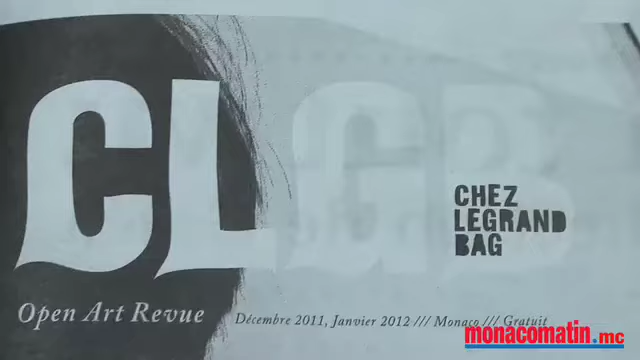 CLGB
CHEZ
LEGRAND
BAG
Open Art Revue
Décembre 2011, Janvier 2012 /// Monaco /// Gratuit
monacomatin.mc